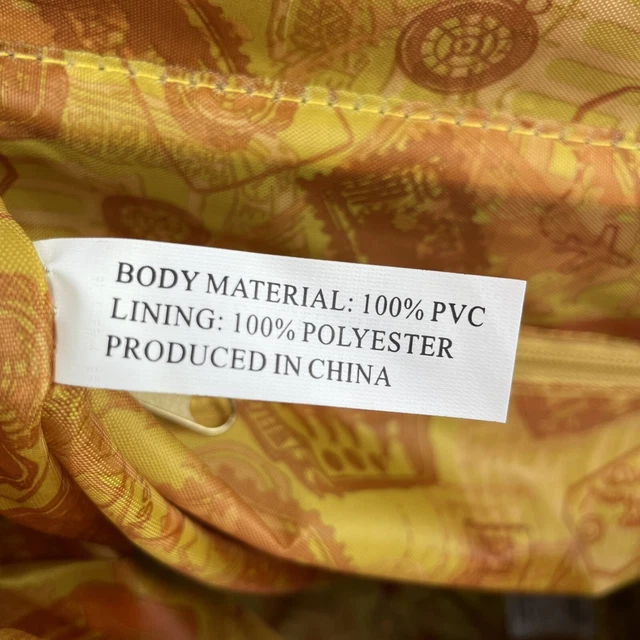 BODY MATERIAL: 100% PVC
LINING: 100% POLYESTER
PRODUCED IN CHINA